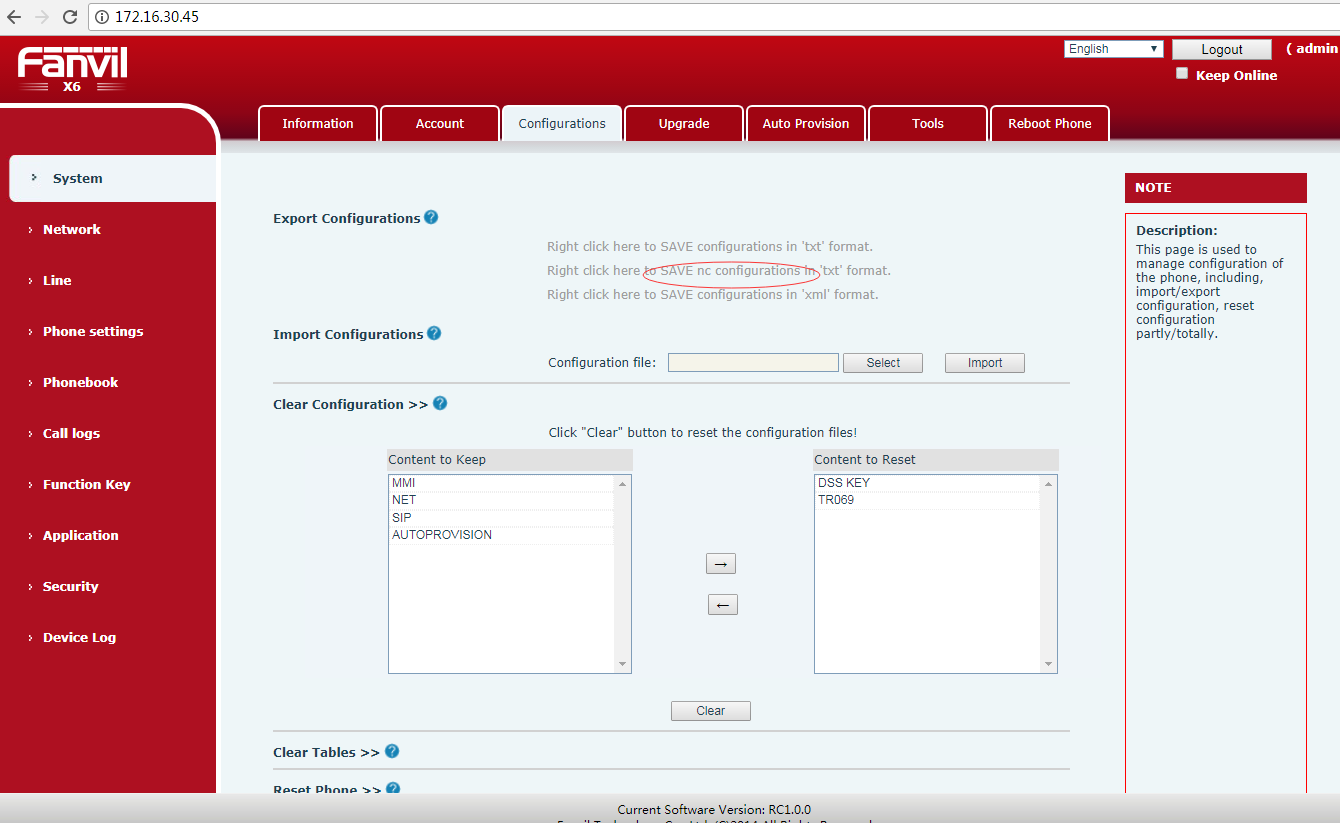 172.16.30.45
Fanvil
X6
English
Logout
( admin
Keep Online
Information
Account
Configurations
Upgrade
Auto Provision
Tools
Reboot Phone
System
Network
Line
Phone settings
Phonebook
Call logs
Function Key
Application
Security
Device Log
Export Configurations
Right click here to SAVE configurations in 'txt' format.
Right click here to SAVE nc configurations in 'txt' format.
Right click here to SAVE configurations in 'xml' format.
Import Configurations
Configuration file:
Select
Import
Clear Configuration >>
Click "Clear" button to reset the configuration files!
Content to Keep
MMI
NET
SIP
AUTOPROVISION
→
←
Content to Reset
DSS KEY
TR069
Clear
Clear Tables >>
Reset Phone >>
NOTE
Description:
This page is used to
manage configuration of
the phone, including,
import/export
configuration, reset
configuration
partly/totally.
Current Software Version: RC1.0.0